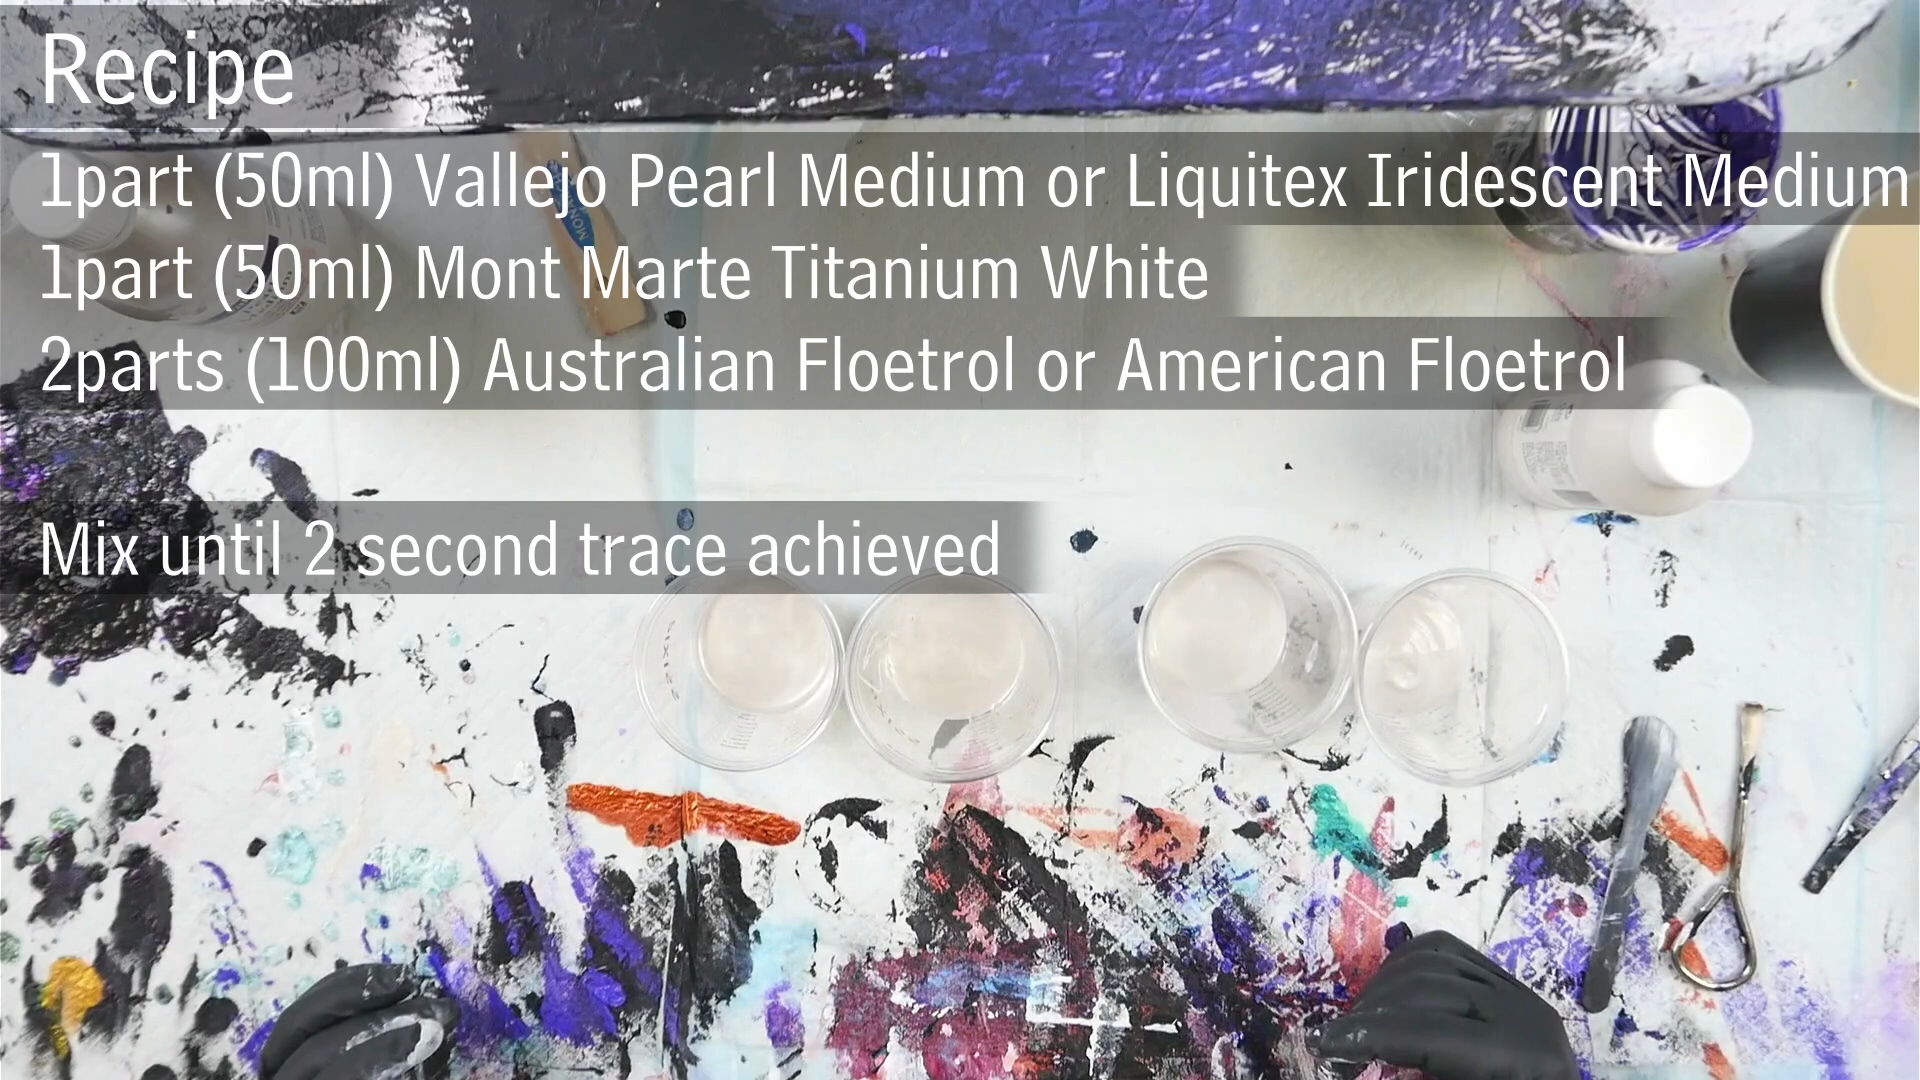 Recipe
1part (50ml) Vallejo Pearl Medium or Liquitex Iridescent Medium
1part (50ml) Mont Marte Titanium White
2parts (100ml) Australian Floetrol or American Floetrol
Mix until 2 second trace achieved